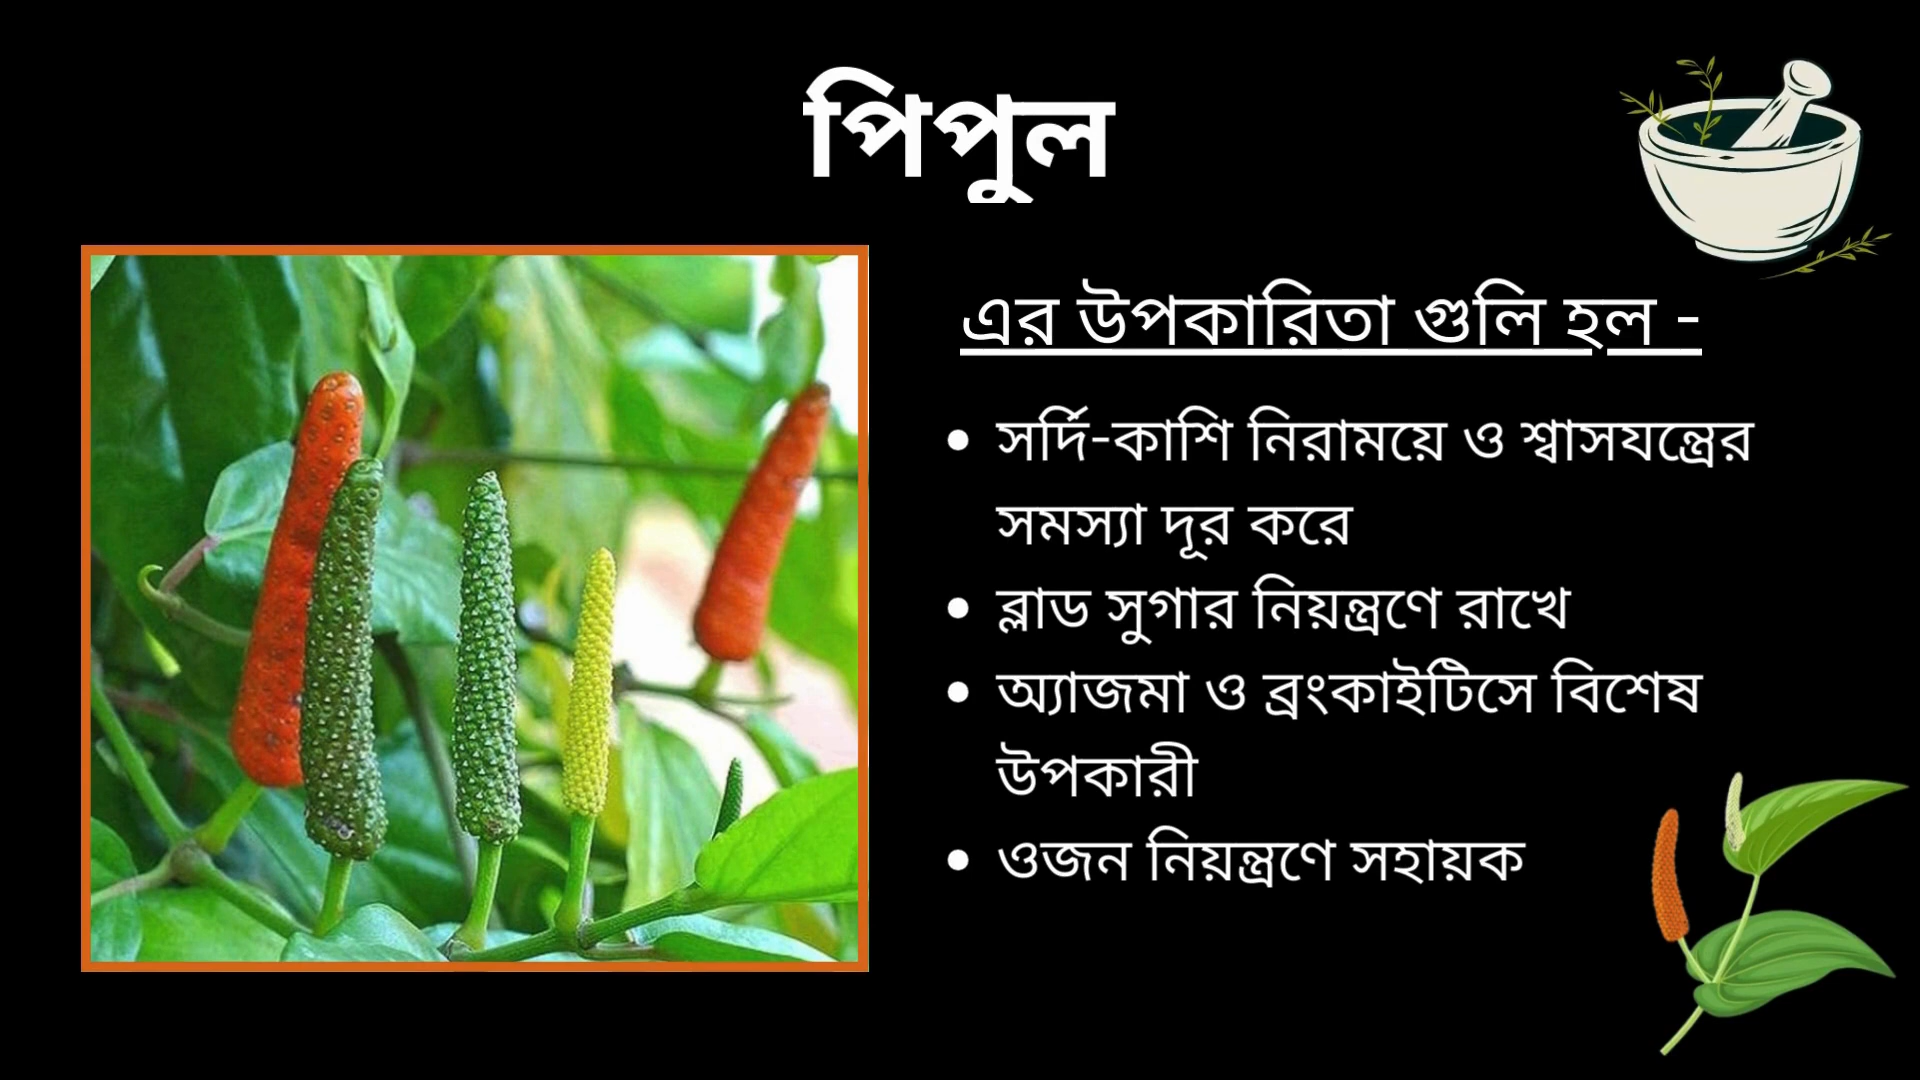 পিপুল
এর উপকারিতা গুলি হল -
• সর্দি-কাশি নিরাময়ে ও শ্বাসযন্ত্রের
সমস্যা দূর করে
• ব্লাড সুগার নিয়ন্ত্রণে রাখে
• অ্যাজমা ও ব্রংকাইটিসে বিশেষ
উপকারী
• ওজন নিয়ন্ত্রণে সহায়ক